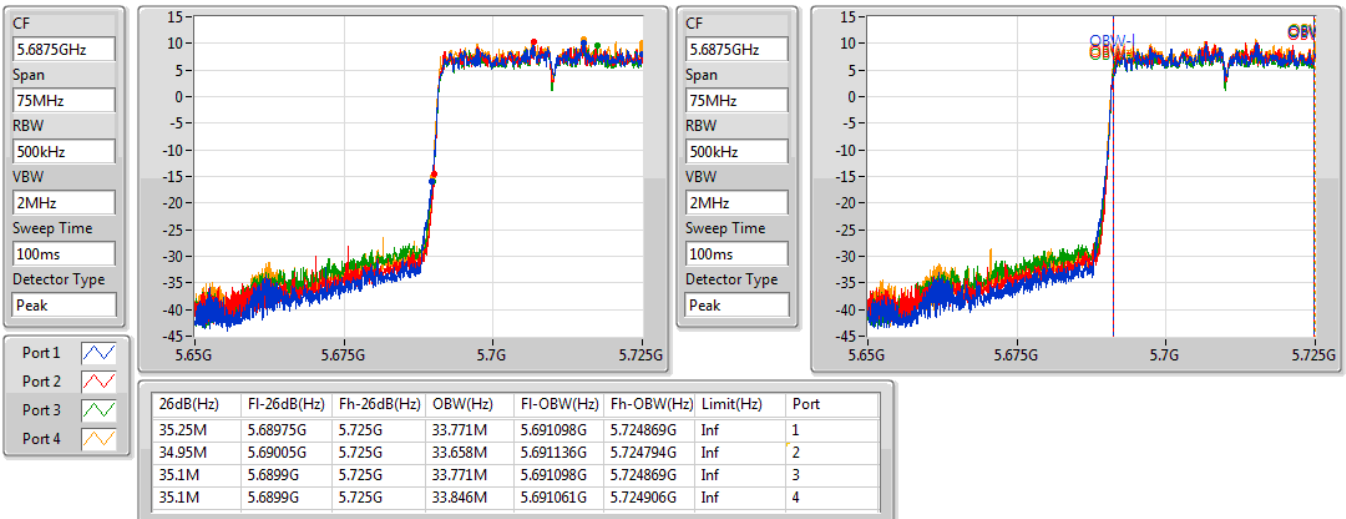 CF
5.6875GHz
Span
75MHz
RBW
500kHz
VBW
2MHz
Sweep Time
100ms
Detector Type
Peak
15
10
5
0
-5
-10
-15
-20
-25
-30
-35
-40
-45
5.65G 5.675G 5.7G 5.725G
CF
5.6875GHz
Span
75MHz
RBW
500kHz
VBW
2MHz
Sweep Time
100ms
Detector Type
Peak
15
10
5
0
-5
-10
-15
-20
-25
-30
-35
-40
-45
OBW-l
5.65G 5.675G 5.7G 5.725G
Port 1
Port 2
Port 3
Port 4
26dB(Hz) Fl-26dB(Hz) Fh-26dB(Hz) OBW(Hz) Fl-OBW(Hz) Fh-OBW(Hz) Limit(Hz) Port
35.25M 5.68975G 5.725G 33.771M 5.691098G 5.724869G Inf 1
34.95M 5.69005G 5.725G 33.658M 5.691136G 5.724794G Inf 2
35.1M 5.6899G 5.725G 33.771M 5.691098G 5.724869G Inf 3
35.1M 5.6899G 5.725G 33.846M 5.691061G 5.724906G Inf 4